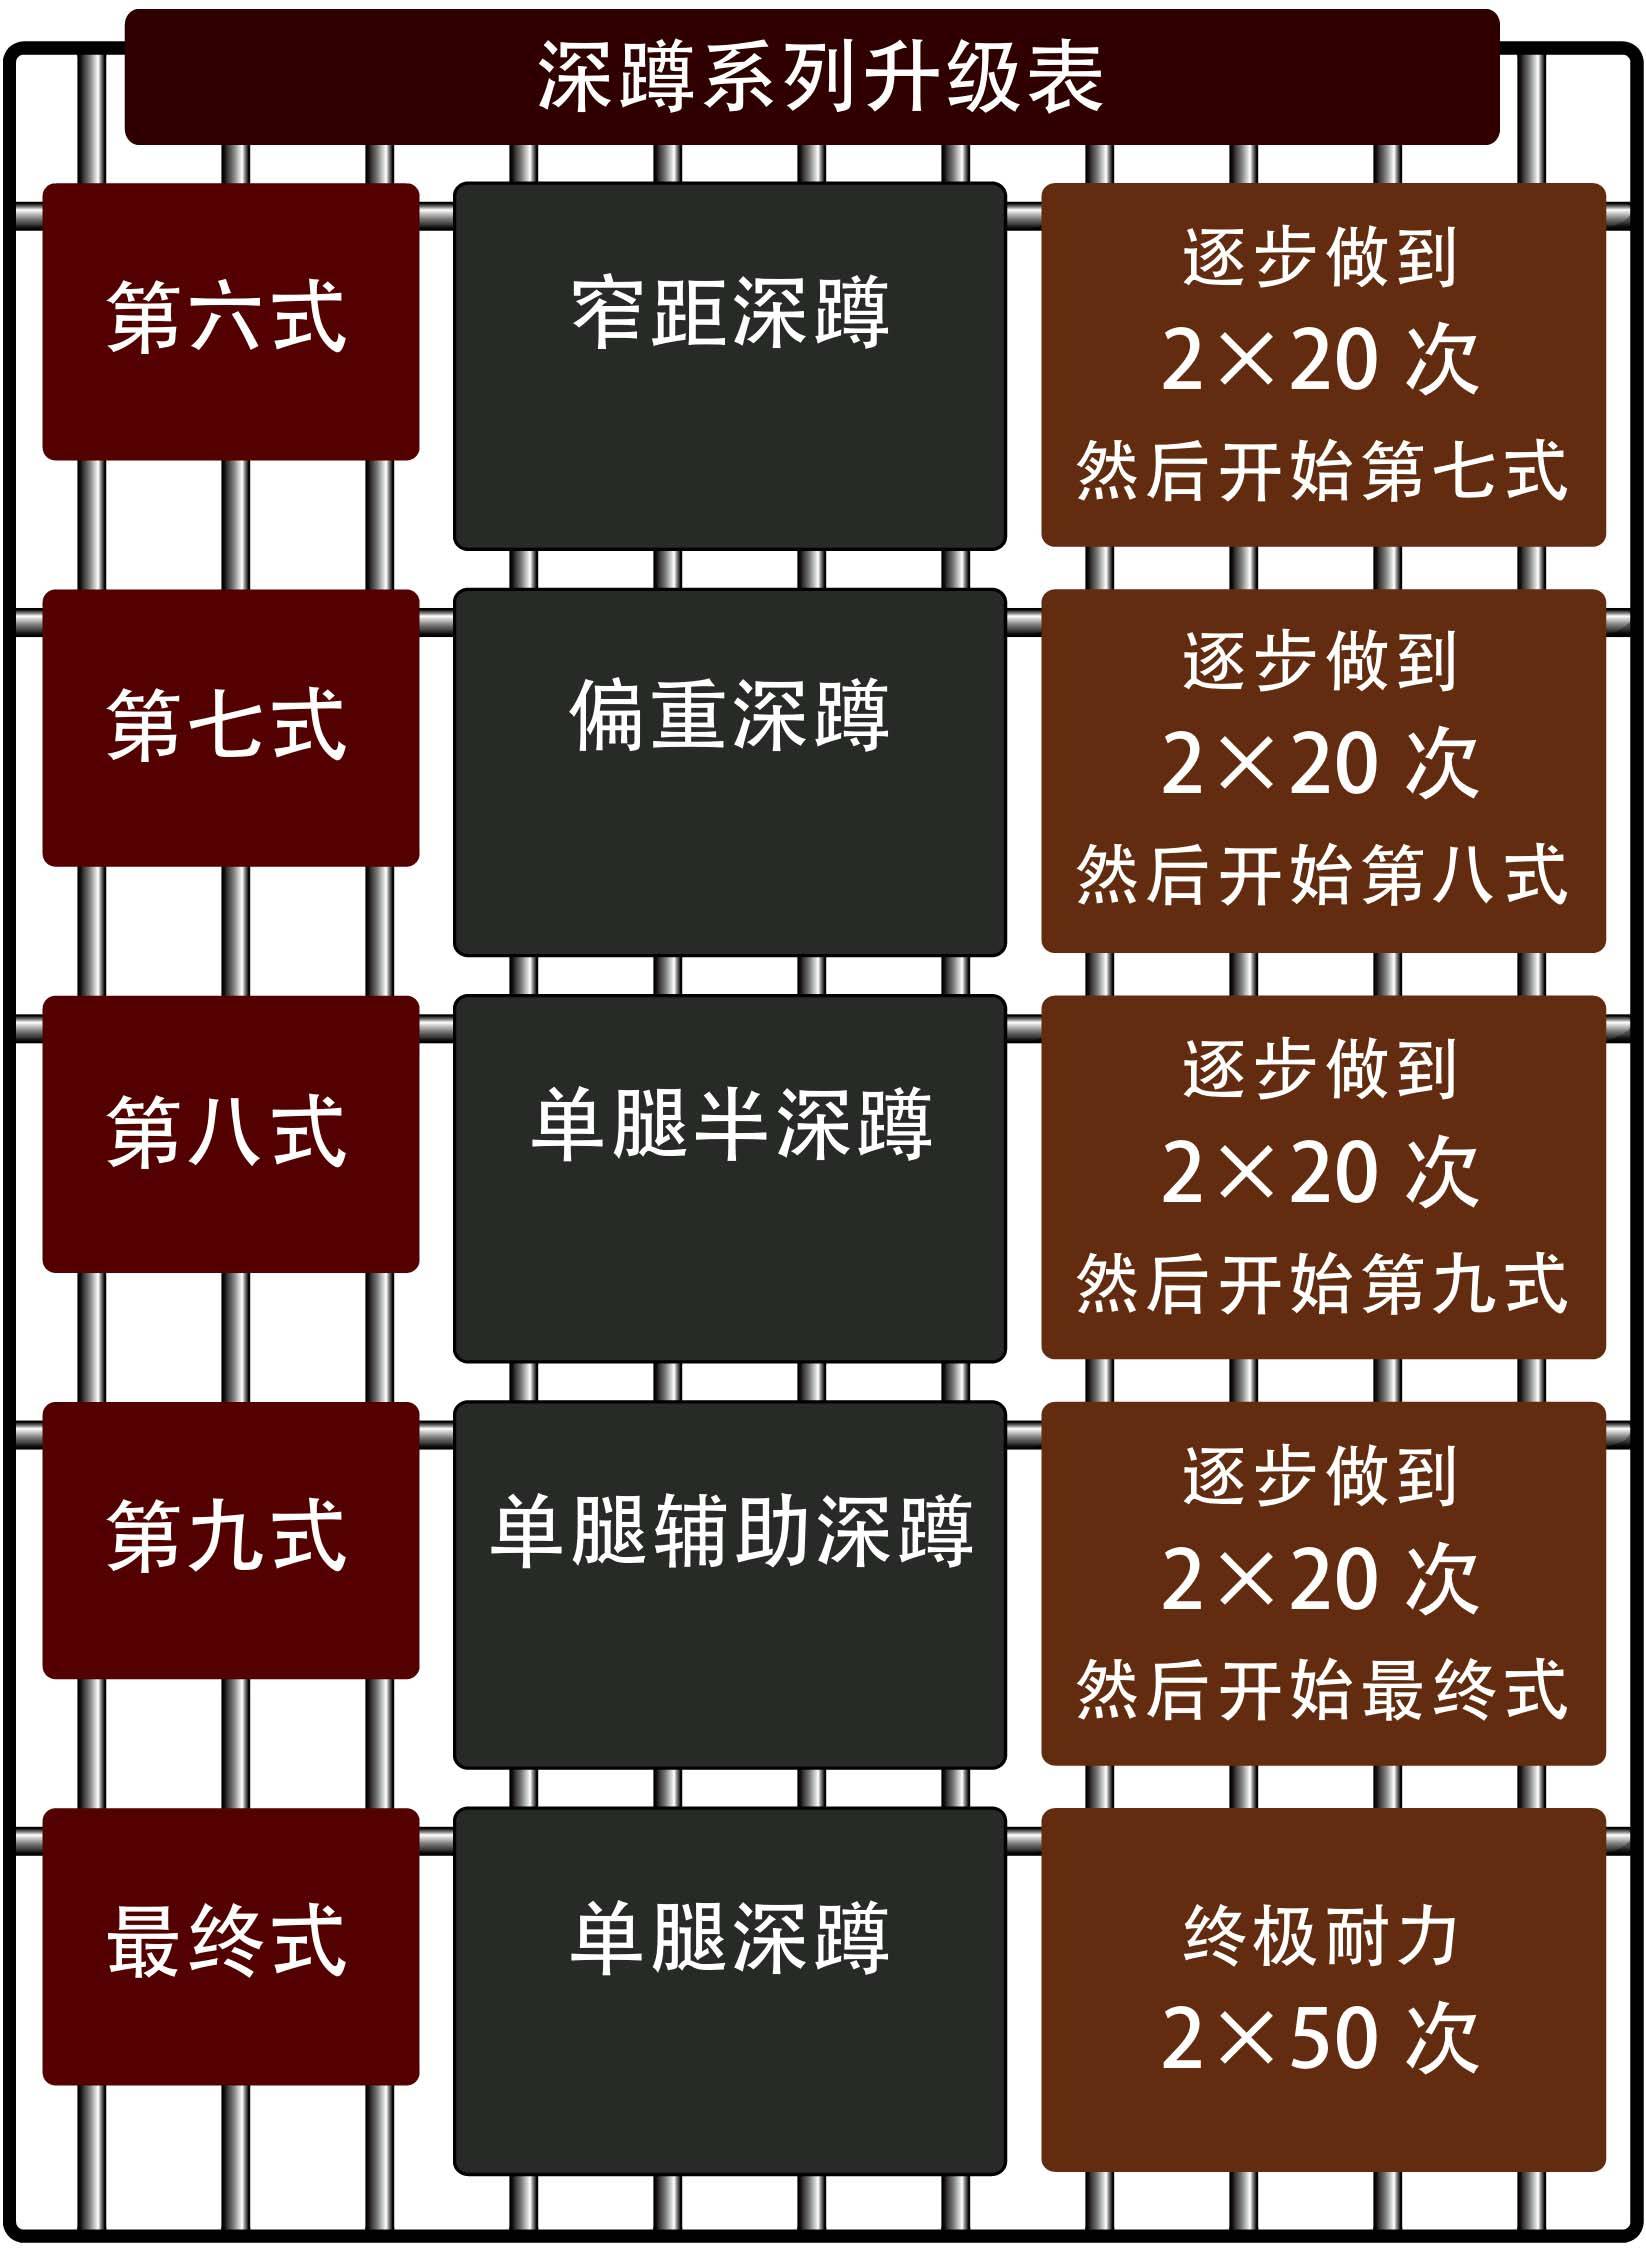 深蹲系列升级表
第六式
窄距深蹲
逐步做到
2×20 次
然后开始第七式
第七式
偏重深蹲
逐步做到
2×20 次
然后开始第八式
第八式
单腿半深蹲
逐步做到
2×20 次
然后开始第九式
第九式
单腿辅助深蹲
逐步做到
2×20 次
然后开始最终式
最终式
单腿深蹲
终极耐力
2×50 次